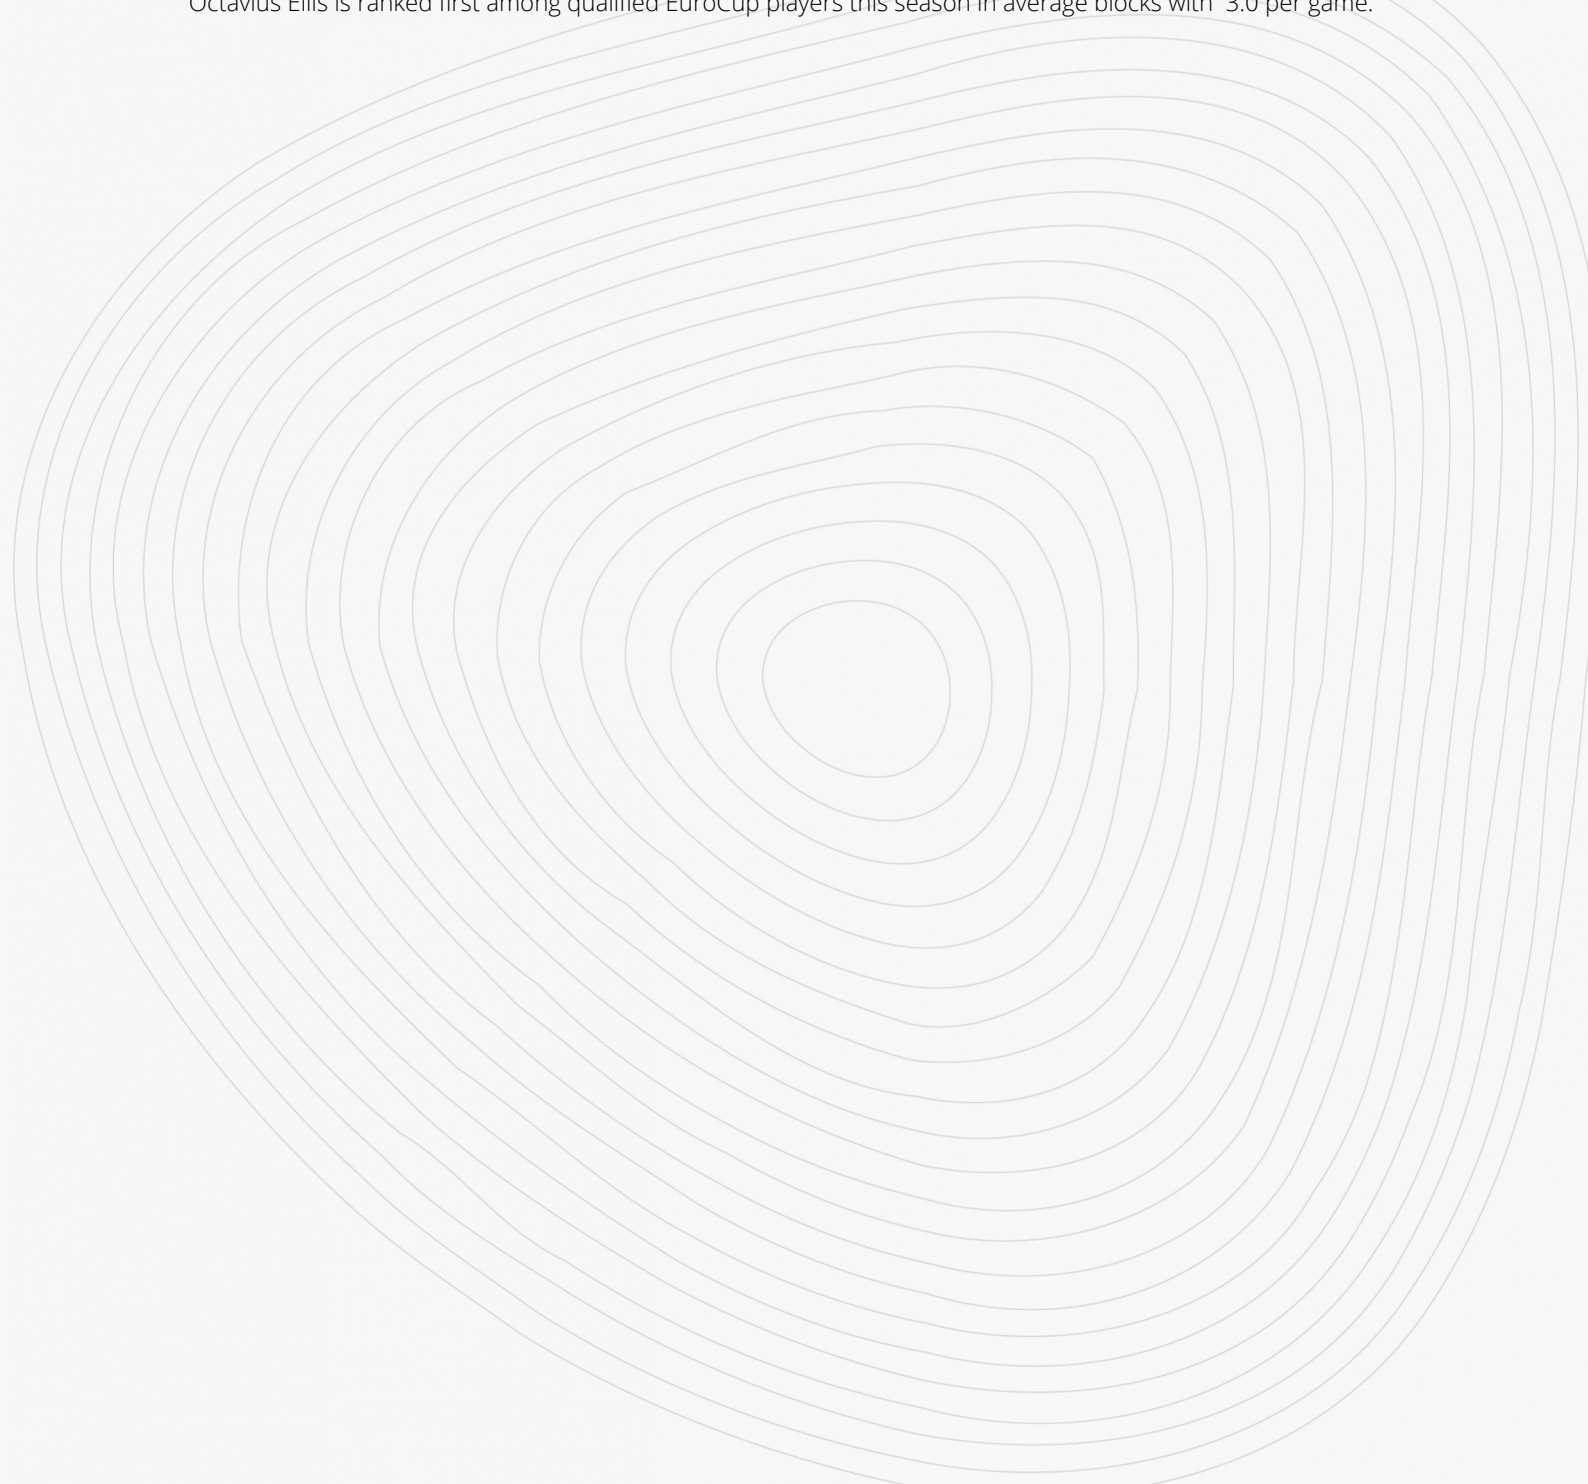 Octavius Ellis is ranked first among qualified EuroCup players this season in average blocks with  3.0 per game.